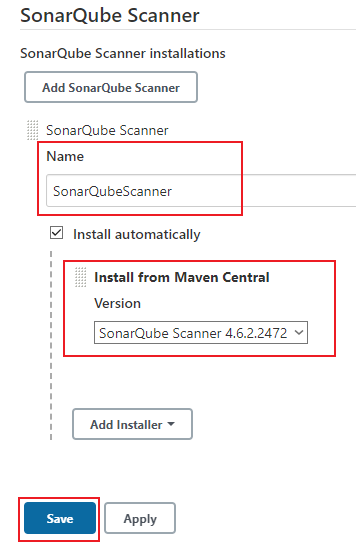 SonarQube Scanner
SonarQube Scanner installations
Add SonarQube Scanner
SonarQube Scanner
Name
SonarQubeScanner
Install automatically
Install from Maven Central
Version
SonarQube Scanner 4.6.2.2472
Add Installer
Save Apply